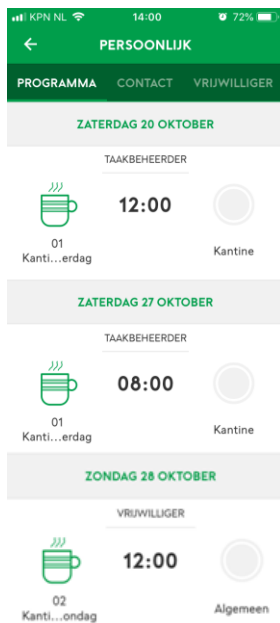 KPN NL 14:00 72%
PERSOONLIJK
PROGRAMMA CONTACT VRIJWILLIGER
ZATERDAG 20 OKTOBER
TAAKBEHEERDER
12:00
01
Kanti...erdag
Kantine
ZATERDAG 27 OKTOBER
TAAKBEHEERDER
08:00
01
Kanti...erdag
Kantine
ZONDAG 28 OKTOBER
VRIJWILLIGER
12:00
02
Kanti...ondag
Algemeen